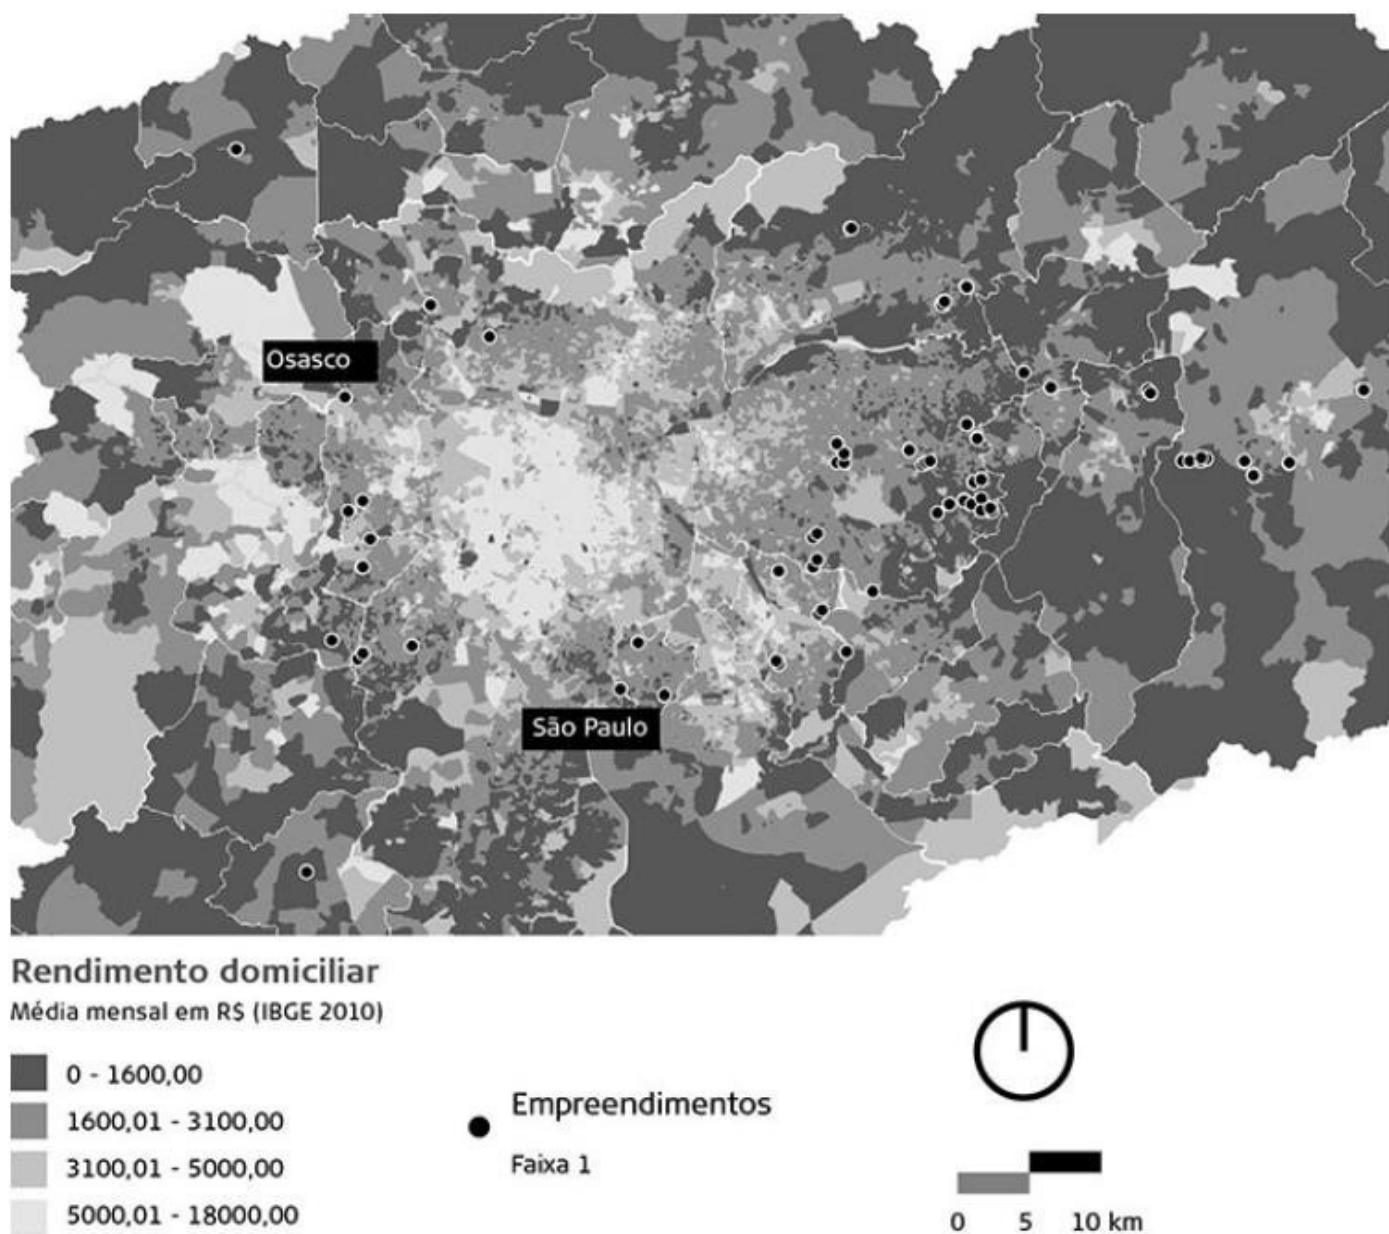 Osasco
São Paulo
Rendimento domiciliar
Média mensal em R$ (IBGE 2010)
0 - 1600,00
1600,01 - 3100,00
3100,01 - 5000,00
5000,01 - 18000,00
Empreendimentos
Faixa 1
0 5 10 km